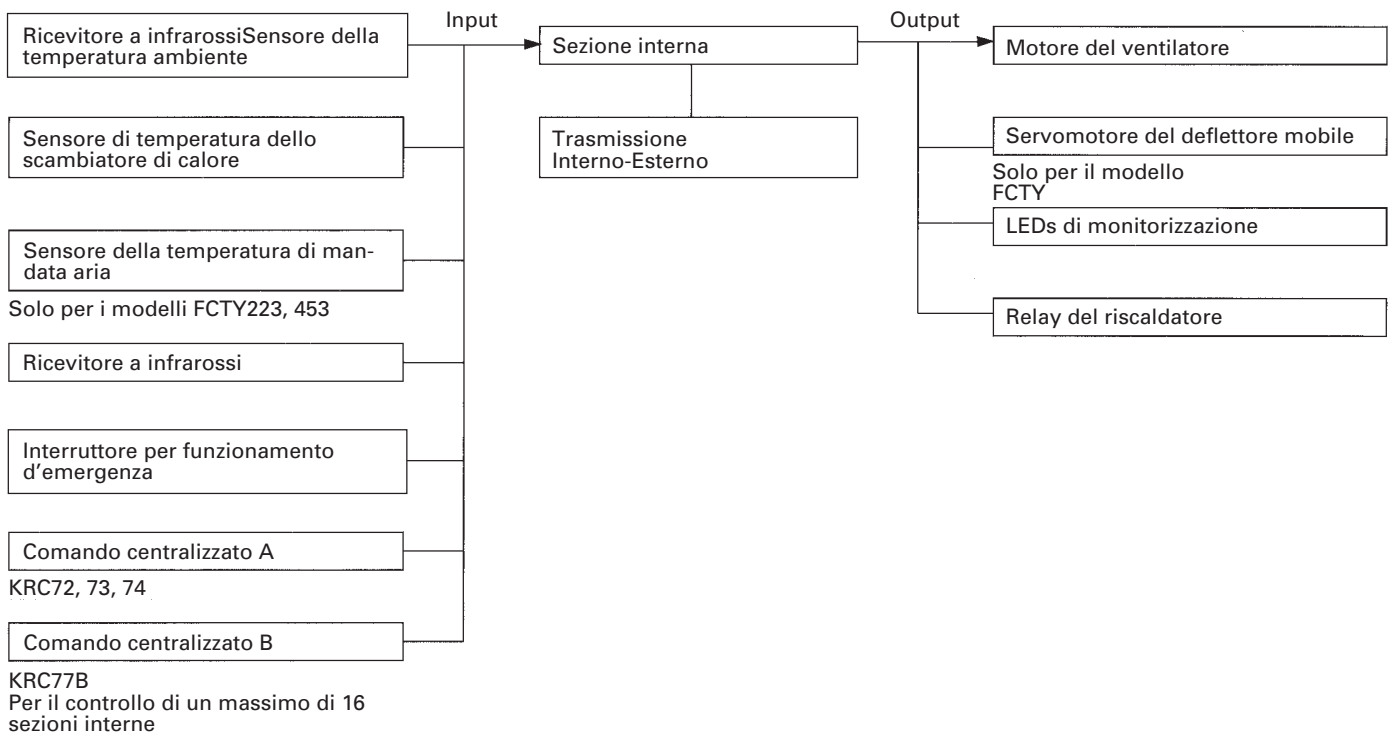 Input
Output
Ricevitore a infrarossiSensore della
temperatura ambiente
Sezione interna
Motore del ventilatore
Sensore di temperatura dello
scambiatore di calore
Trasmissione
Interno-Esterno
Servomotore del deflettore mobile
Solo per il modello
FCTY
LEDs di monitorizzazione
Sensore della temperatura di man-
data aria
Solo per i modelli FCTY223, 453
Relay del riscaldatore
Ricevitore a infrarossi
Interruttore per funzionamento
d'emergenza
Comando centralizzato A
KRC72, 73, 74
Comando centralizzato B
KRC77B
Per il controllo di un massimo di 16
sezioni interne